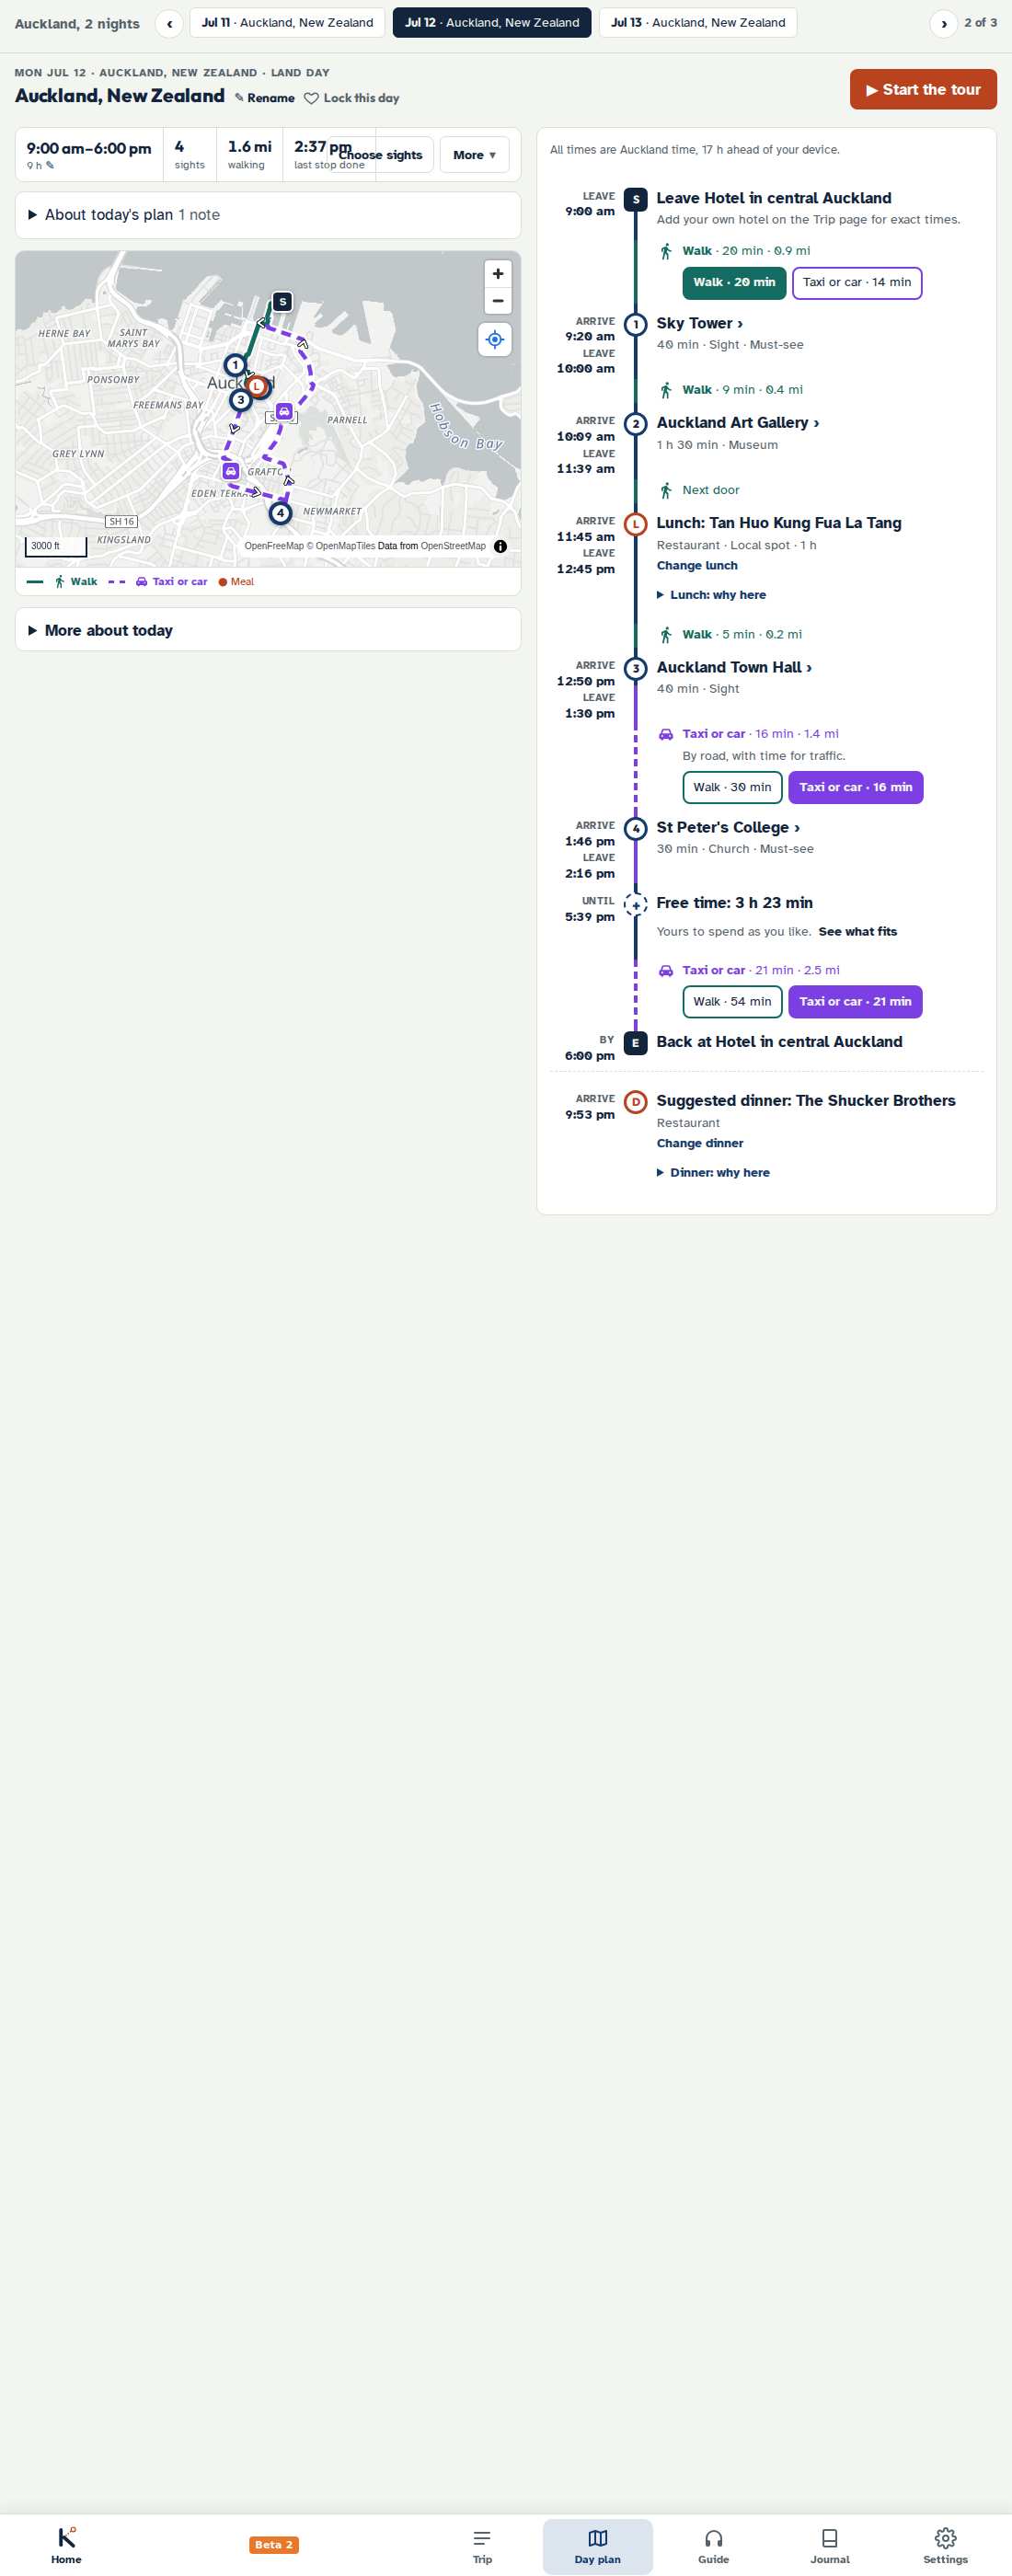 Auckland, 2 nights
‹
Jul 11 · Auckland, New Zealand
Jul 12 · Auckland, New Zealand
Jul 13 · Auckland, New Zealand
›
2 of 3
MON JUL 12 · AUCKLAND, NEW ZEALAND · LAND DAY
Auckland, New Zealand ✎ Rename ♡ Lock this day
▶ Start the tour
9:00 am–6:00 pm
9 h ✎
4
sights
1.6 mi
walking
2:37 pm
last stop done
Choose sights
More ▼
▶ About today's plan 1 note
HERNE BAY
SAINT
MARYS BAY
PONSONBY
FREEMANS BAY
PARNELL
Hobson Bay
GREY LYNN
NEWMARKET
SH 16
KINGSLAND
S
1
L
3
4
+
−
3000 ft
OpenFreeMap © OpenMapTiles Data from OpenStreetMap
Walk
Taxi or car
Meal
▶ More about today
All times are Auckland time, 17 h ahead of your device.
LEAVE
9:00 am
S
Leave Hotel in central Auckland
Add your own hotel on the Trip page for exact times.
Walk · 20 min · 0.9 mi
Walk · 20 min
Taxi or car · 14 min
ARRIVE
9:20 am
LEAVE
10:00 am
1
Sky Tower ›
40 min · Sight · Must-see
Walk · 9 min · 0.4 mi
ARRIVE
10:09 am
LEAVE
11:39 am
2
Auckland Art Gallery ›
1 h 30 min · Museum
Next door
ARRIVE
11:45 am
LEAVE
12:45 pm
L
Lunch: Tan Huo Kung Fua La Tang
Restaurant · Local spot · 1 h
Change lunch
▶ Lunch: why here
Walk · 5 min · 0.2 mi
ARRIVE
12:50 pm
LEAVE
1:30 pm
3
Auckland Town Hall ›
40 min · Sight
Taxi or car · 16 min · 1.4 mi
By road, with time for traffic.
Walk · 30 min
Taxi or car · 16 min
ARRIVE
1:46 pm
LEAVE
2:16 pm
4
St Peter's College ›
30 min · Church · Must-see
UNTIL
5:39 pm
+
Free time: 3 h 23 min
Yours to spend as you like. See what fits
Taxi or car · 21 min · 2.5 mi
Walk · 54 min
Taxi or car · 21 min
BY
6:00 pm
E
Back at Hotel in central Auckland
ARRIVE
9:53 pm
D
Suggested dinner: The Shucker Brothers
Restaurant
Change dinner
▶ Dinner: why here
Home
Beta 2
Trip
Day plan
Guide
Journal
Settings